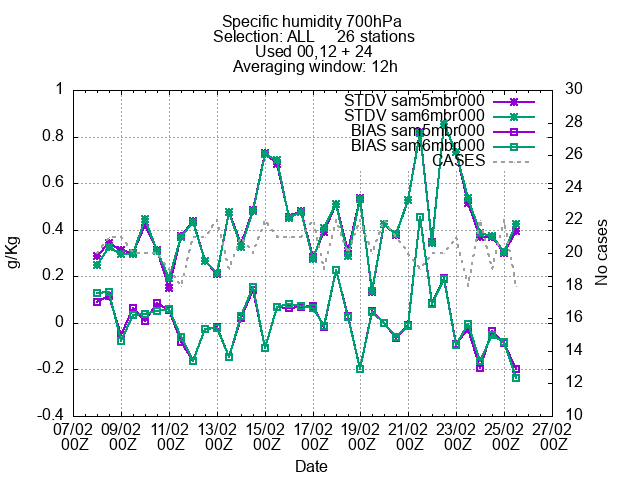 Specific humidity 700hPa
Selection: ALL 26 stations
Used 00,12 + 24
Averaging window: 12h
STDV sam5mbr000
STDV sam6mbr000
BIAS sam5mbr000
BIAS sam6mbr000
CASES
g/Kg
1
0.8
0.6
0.4
0.2
0
-0.2
-0.4
30
28
26
24
22
20
18
16
14
12
10
No cases
07/02 09/02 11/02 13/02 15/02 17/02 19/02 21/02 23/02 25/02 27/02
00Z 00Z 00Z 00Z 00Z 00Z 00Z 00Z 00Z 00Z 00Z
Date